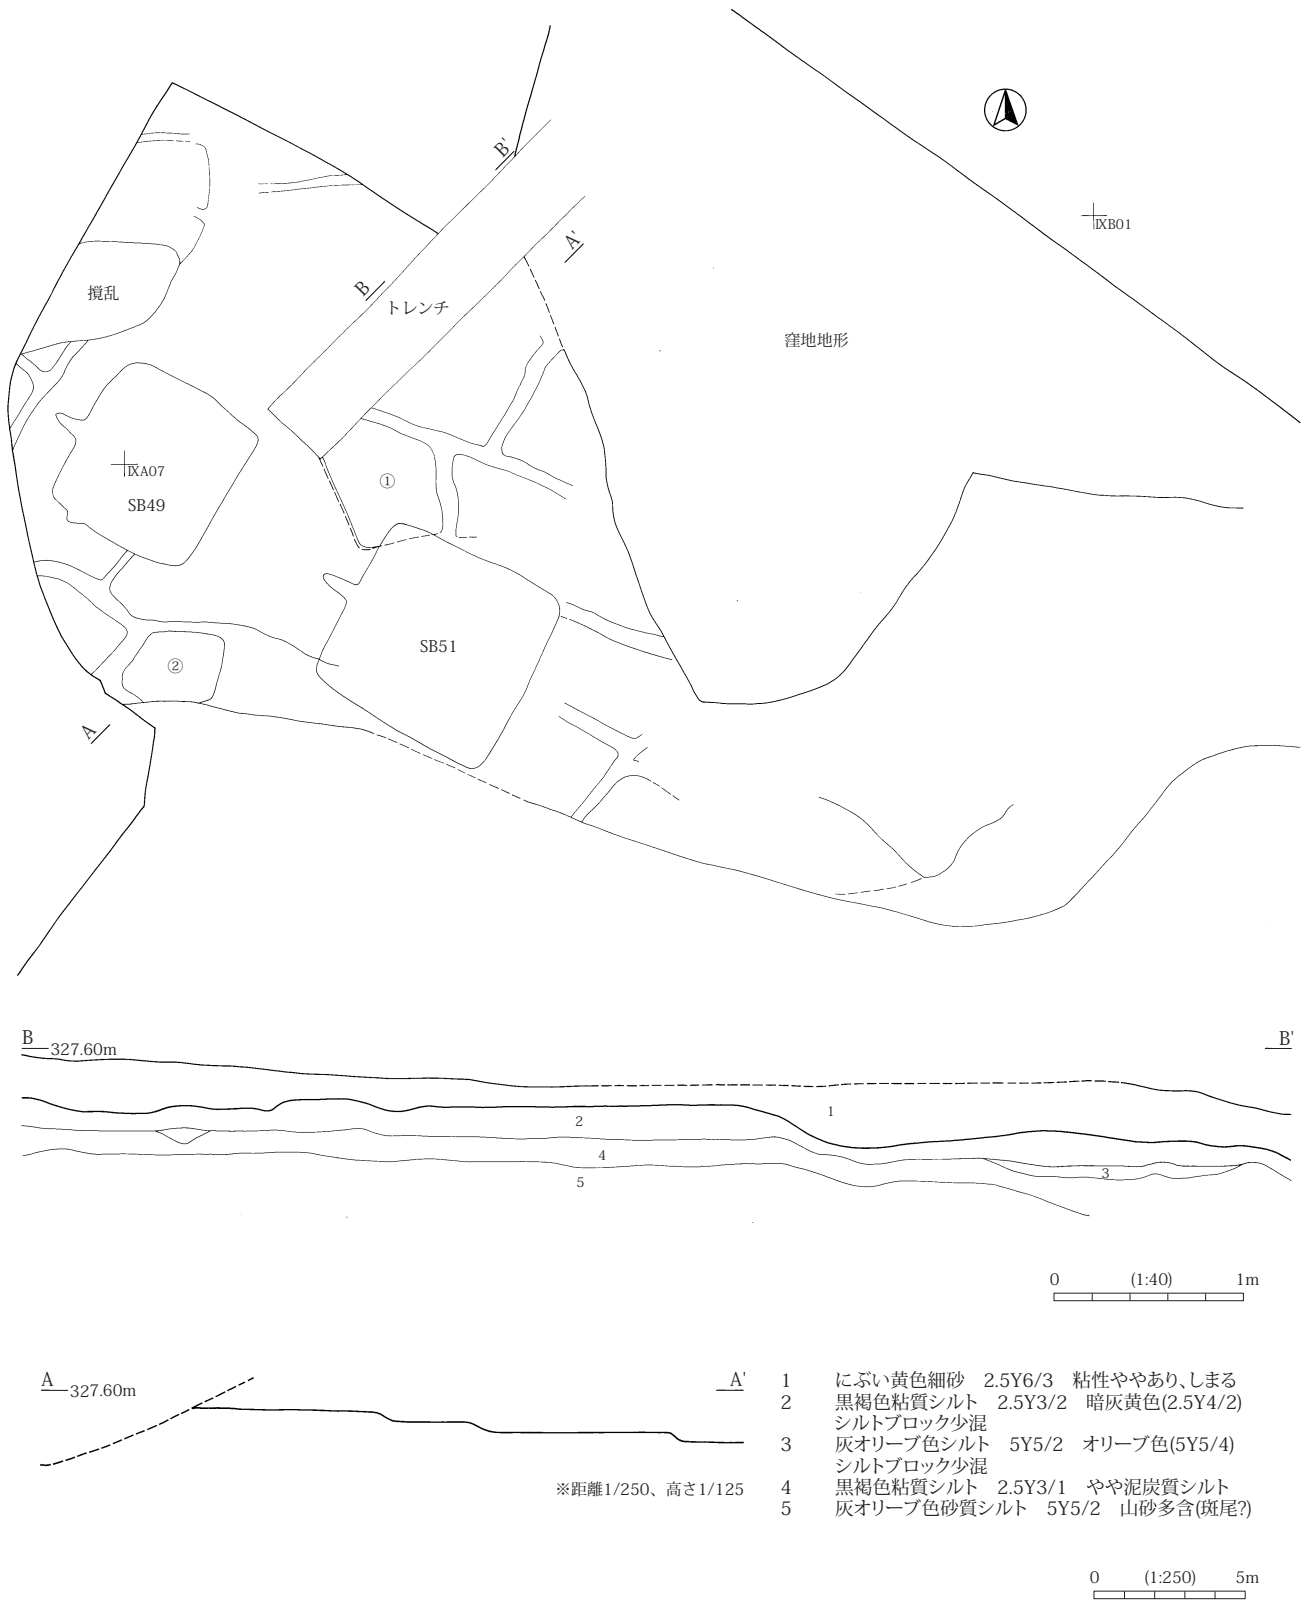 B'
IXB01
A'
B
トレンチ
撹乱
窪地地形
IXA07
①
SB49
SB51
②
A
B
327.60m
B'
1
2
4
3
5
0 (1:40) 1m
A
327.60m
A'
※距離1/250、高さ1/125
1 にぶい黄色細砂 2.5Y6/3 粘性ややあり、しまる
2 黒褐色粘質シルト 2.5Y3/2 暗灰黄色(2.5Y4/2)
シルトブロック少混
3 灰オリーブ色シルト 5Y5/2 オリーブ色(5Y5/4)
シルトブロック少混
4 黒褐色粘質シルト 2.5Y3/1 やや泥炭質シルト
5 灰オリーブ色砂質シルト 5Y5/2 山砂多含(斑尾?)
0 (1:250) 5m